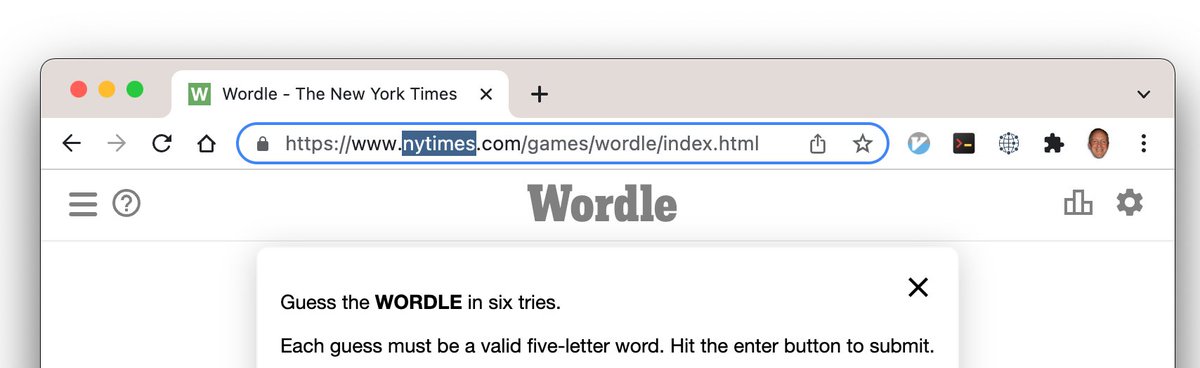 W Wordle - The New York Times
https://www.nytimes.com/games/wordle/index.html
Wordle
Guess the WORDLE in six tries.
Each guess must be a valid five-letter word. Hit the enter button to submit.